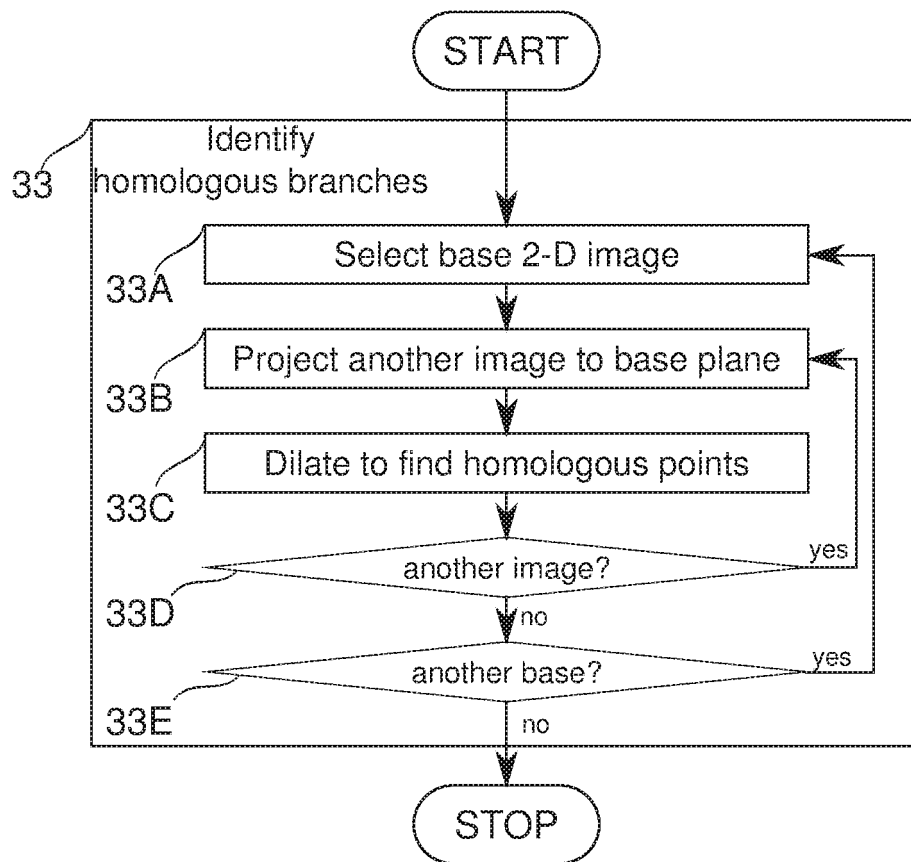 START
33
Identify
homologous branches
33A
Select base 2-D image
33B
Project another image to base plane
33C
Dilate to find homologous points
33D
another image?
yes
no
33E
another base?
yes
no
STOP